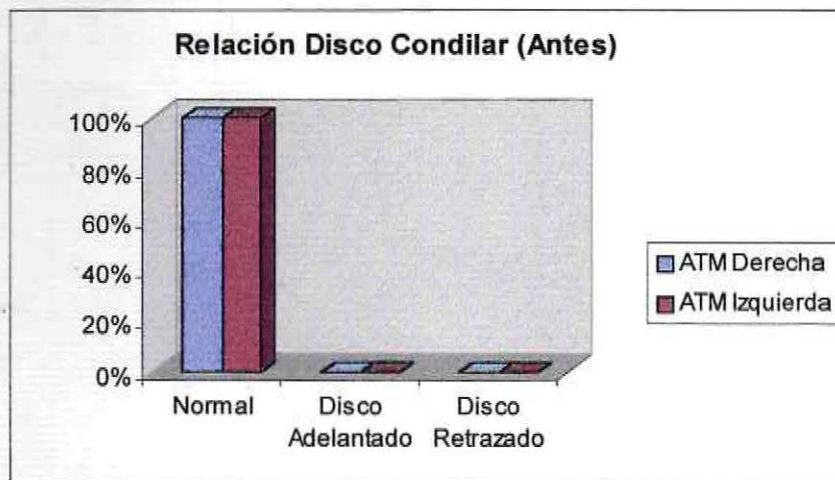 Relación Disco Condilar (Antes)
100%
80%
60%
40%
20%
0%
Normal
Disco
Adelantado
Disco
Retrazado
ATM Derecha
ATM Izquierda